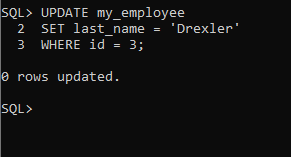 SQL> UPDATE my_employee
  2  SET last_name = 'Drexler'
  3  WHERE id = 3;
0 rows updated.
SQL>